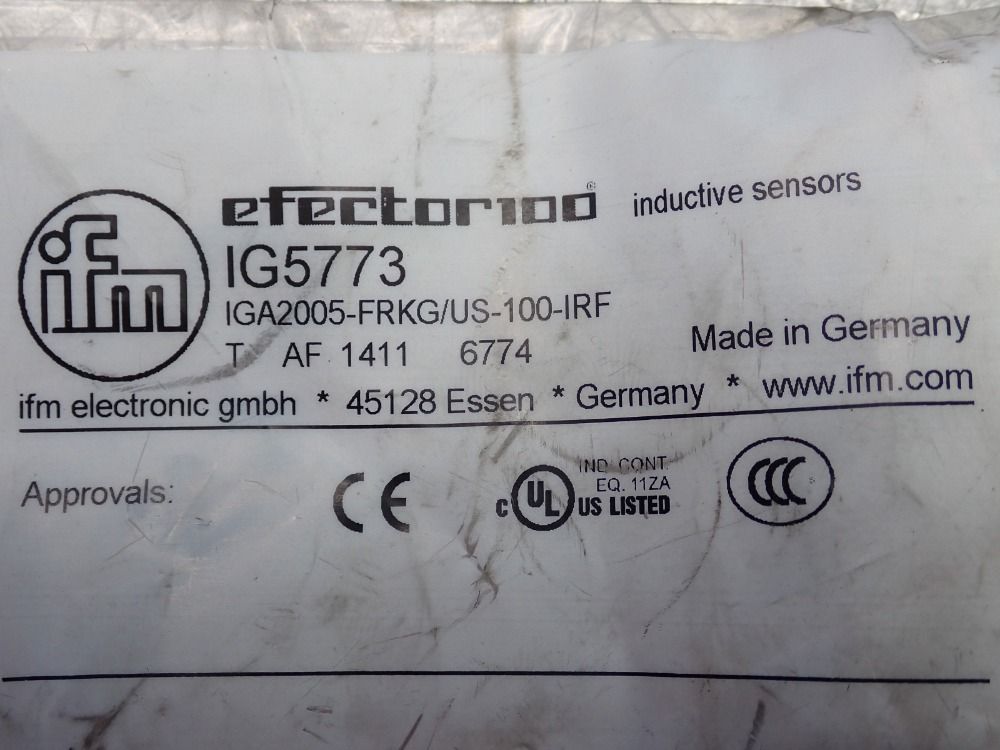 ifm
efector100® inductive sensors
IG5773
IGA2005-FRKG/US-100-IRF
T AF 1411 6774 Made in Germany
ifm electronic gmbh * 45128 Essen * Germany * www.ifm.com
Approvals: CE
IND CONT
EQ. 11ZA
c UL US LISTED
CCC